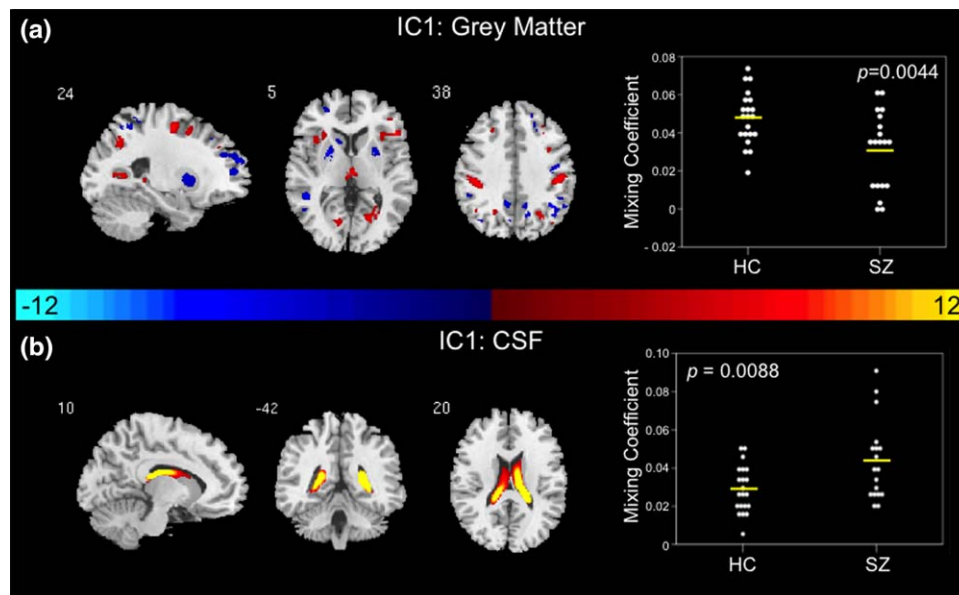 (a)
IC1: Grey Matter
24
5
38
Mixing Coefficient
0.08
0.06
0.04
0.02
0
- 0.02
p=0.0044
HC
SZ
-12
12
(b)
IC1: CSF
10
-42
20
Mixing Coefficient
0.10
0.08
0.06
0.04
0.02
0
p = 0.0088
HC
SZ